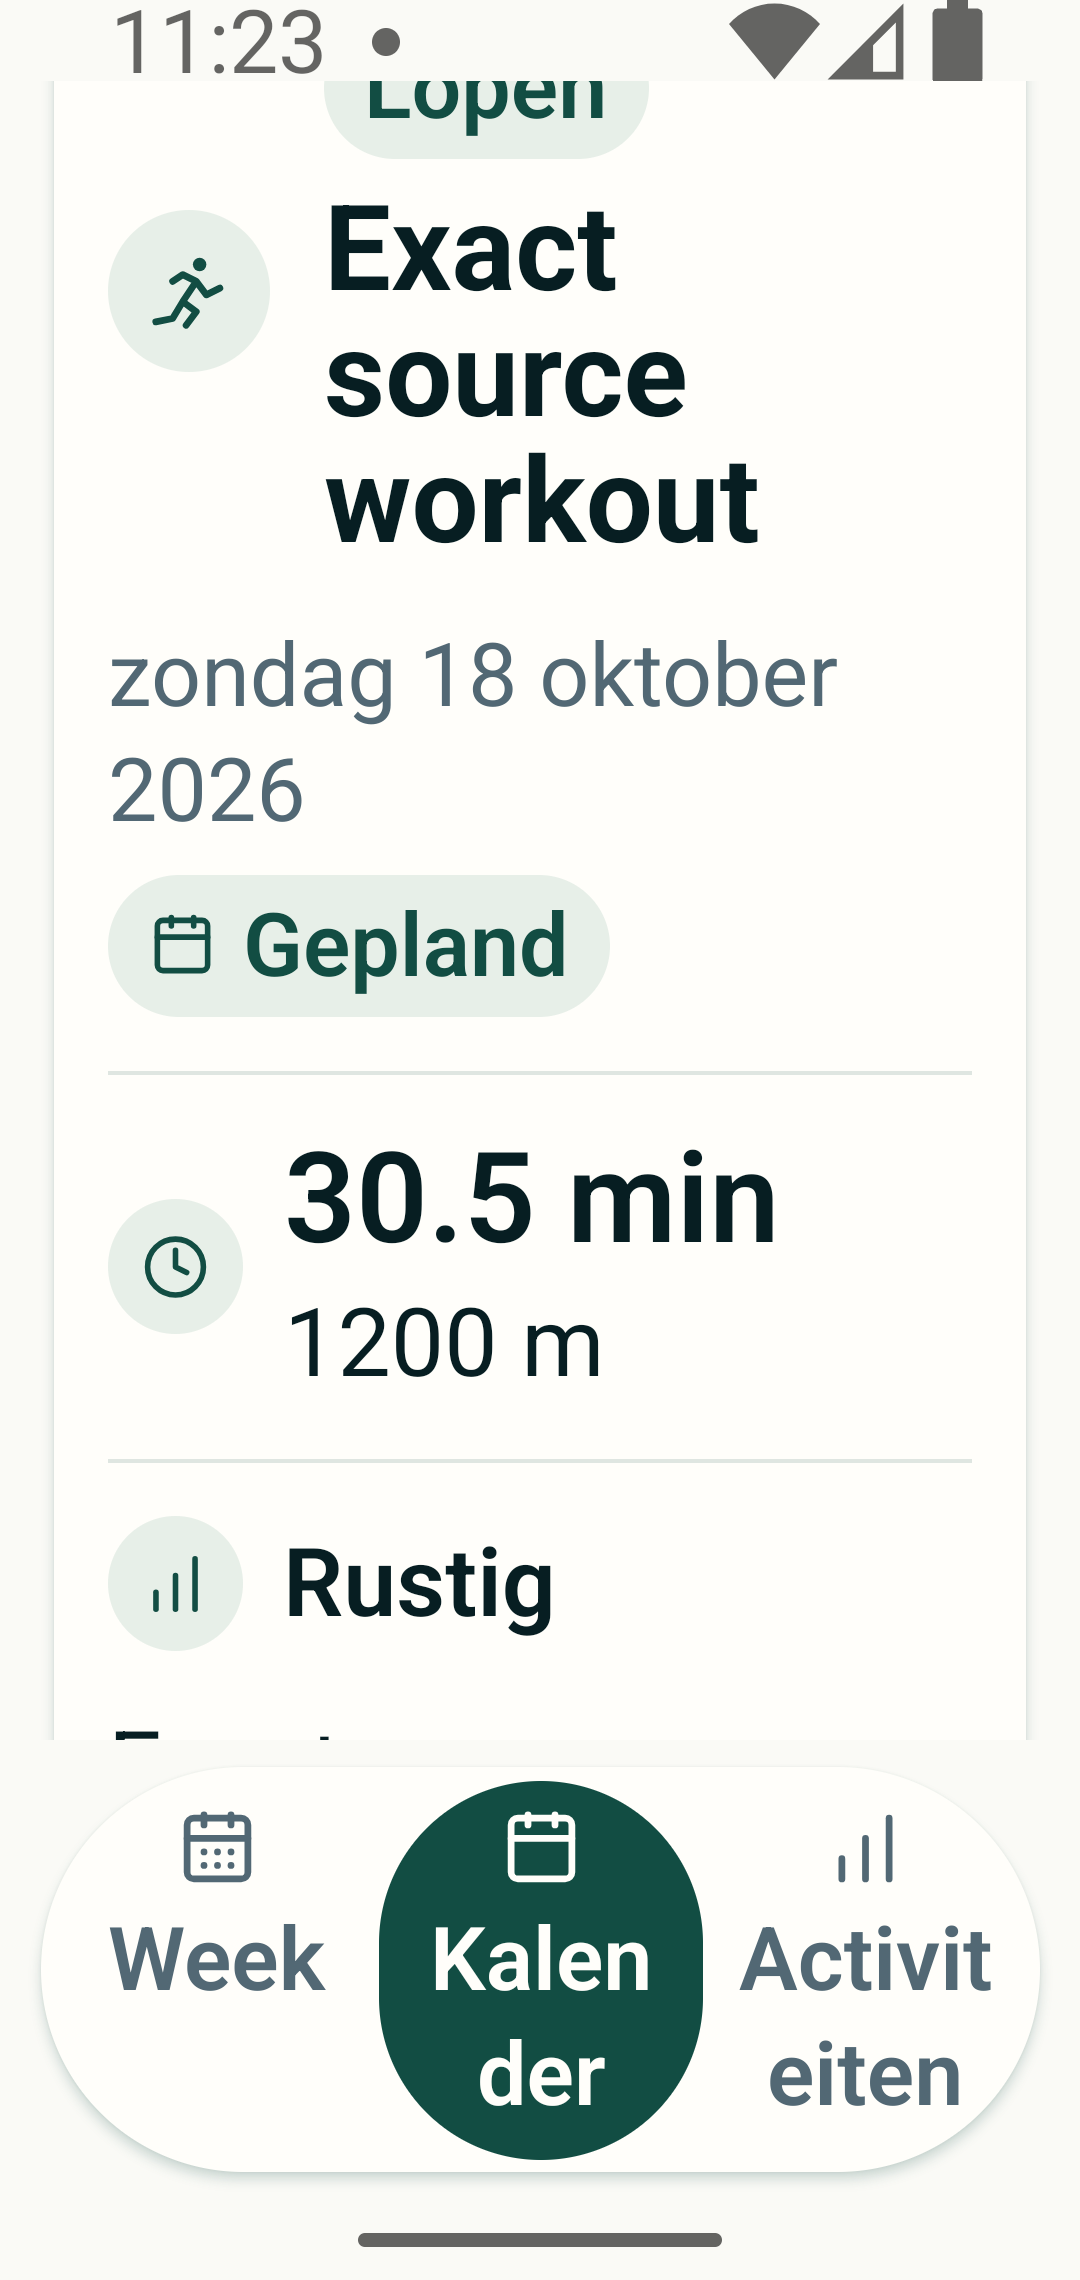 11:23
Lopen
Exact
source
workout
zondag 18 oktober
2026
Gepland
30.5 min
1200 m
Rustig
Week
Kalen
der
Activit
eiten